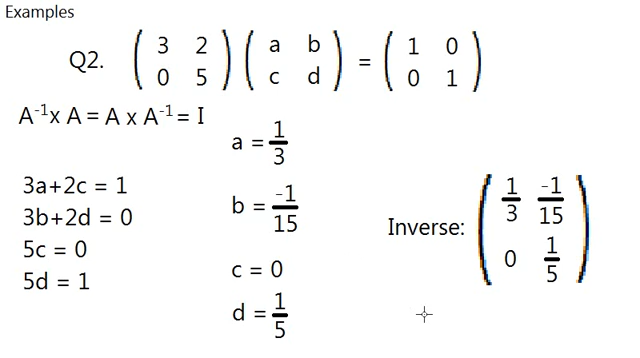 Examples
Q2. ( 3 2 ; 0 5 ) ( a b ; c d ) = ( 1 0 ; 0 1 )
A⁻¹x A = A x A⁻¹ = I
3a+2c = 1
3b+2d = 0
5c = 0
5d = 1
a = 1/3
b = -1/15
c = 0
d = 1/5
Inverse: ( 1/3 -1/15 ; 0 1/5 )